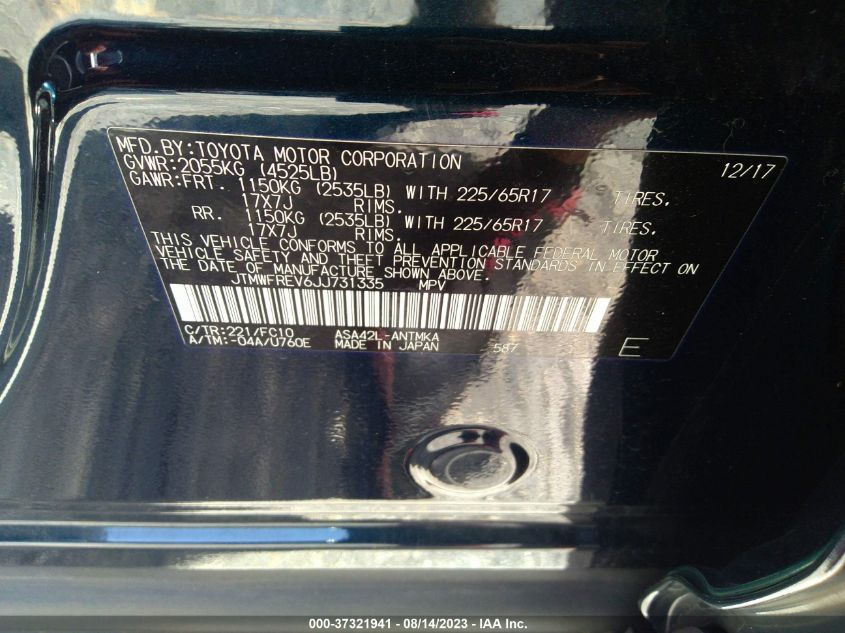 MFD.BY:TOYOTA MOTOR CORPORATION 12/17
GVWR:2055KG (4525LB)
GAWR:FRT. 1150KG (2535LB) WITH 225/65R17 TIRES.
17X7J RIMS.
RR. 1150KG (2535LB) WITH 225/65R17 TIRES.
17X7J RIMS.
THIS VEHICLE CONFORMS TO ALL APPLICABLE FEDERAL MOTOR
VEHICLE SAFETY AND THEFT PREVENTION STANDARDS IN EFFECT ON
THE DATE OF MANUFACTURE SHOWN ABOVE.
JTMWFREV6JJ731335 MPV
C/TR:221/FC10 ASA42L-ANTMKA
A/TM:-04A/U760E MADE IN JAPAN 587 E
000-37321941 - 08/14/2023 - IAA Inc.